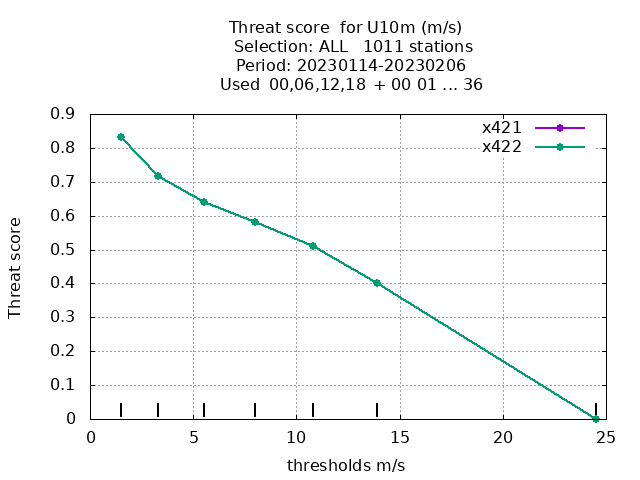 Threat score  for U10m (m/s)
Selection: ALL   1011 stations
Period: 20230114-20230206
Used  00,06,12,18  + 00 01 ... 36
x421
x422
0.9
0.8
0.7
0.6
0.5
0.4
0.3
0.2
0.1
0
Threat score
0 5 10 15 20 25
thresholds m/s